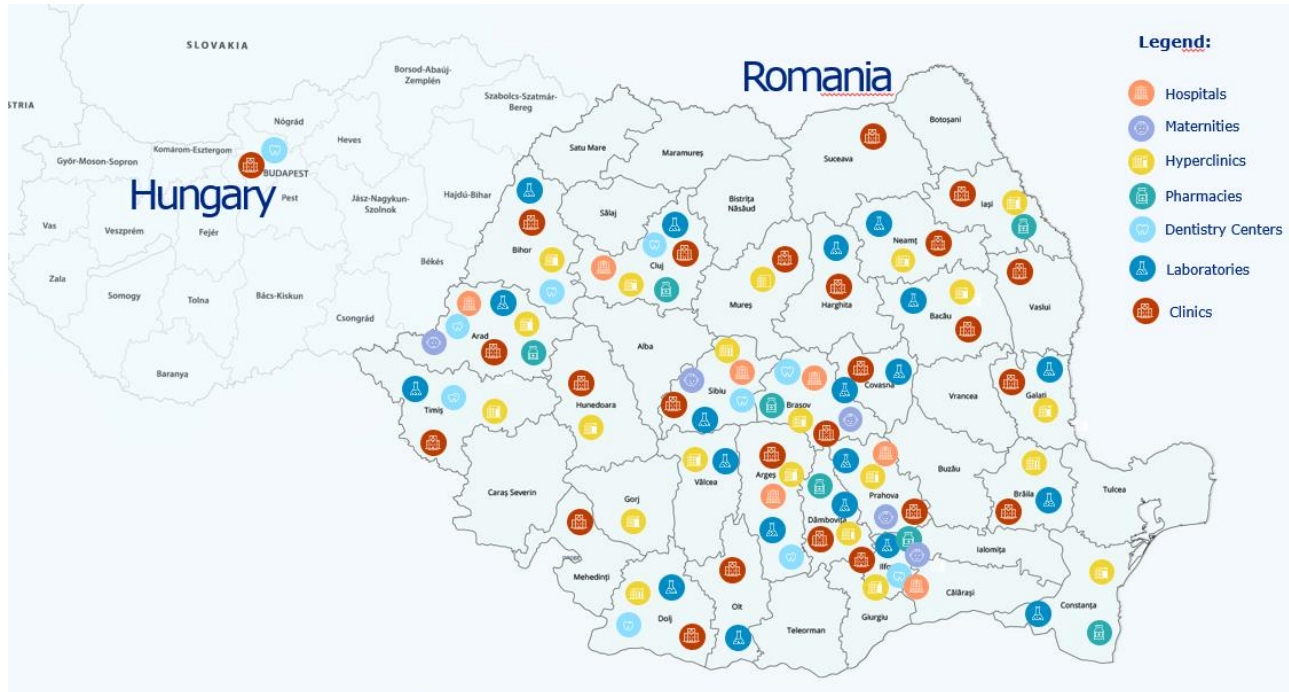 Legend:
Hospitals
Maternities
Hyperclinics
Pharmacies
Dentistry Centers
Laboratories
Clinics
Romania
Hungary
SLOVAKIA
STRIA
Borsod-Abaúj-
Zemplén
Szabolcs-Szatmár-
Bereg
Nógrád
Heves
Komárom-Esztergom
Győr-Moson-Sopron
BUDAPEST
Pest
Jász-Nagykun-
Szolnok
Hajdú-Bihar
Vas
Veszprém
Fejér
Békés
Zala
Somogy
Tolna
Bács-Kiskun
Csongrád
Baranya
Satu Mare
Maramureș
Suceava
Botoșani
Sălaj
Bistrița
Năsăud
Iași
Bihor
Cluj
Neamț
Mureș
Harghita
Bacău
Vaslui
Arad
Alba
Sibiu
Brașov
Covasna
Vrancea
Galati
Timiș
Hunedoara
Caraș Severin
Gorj
Vâlcea
Argeș
Prahova
Buzău
Brăila
Tulcea
Dâmbovița
Ialomița
Mehedinți
Ilfo
Călărași
Constanța
Dolj
Olt
Teleorman
Giurgiu